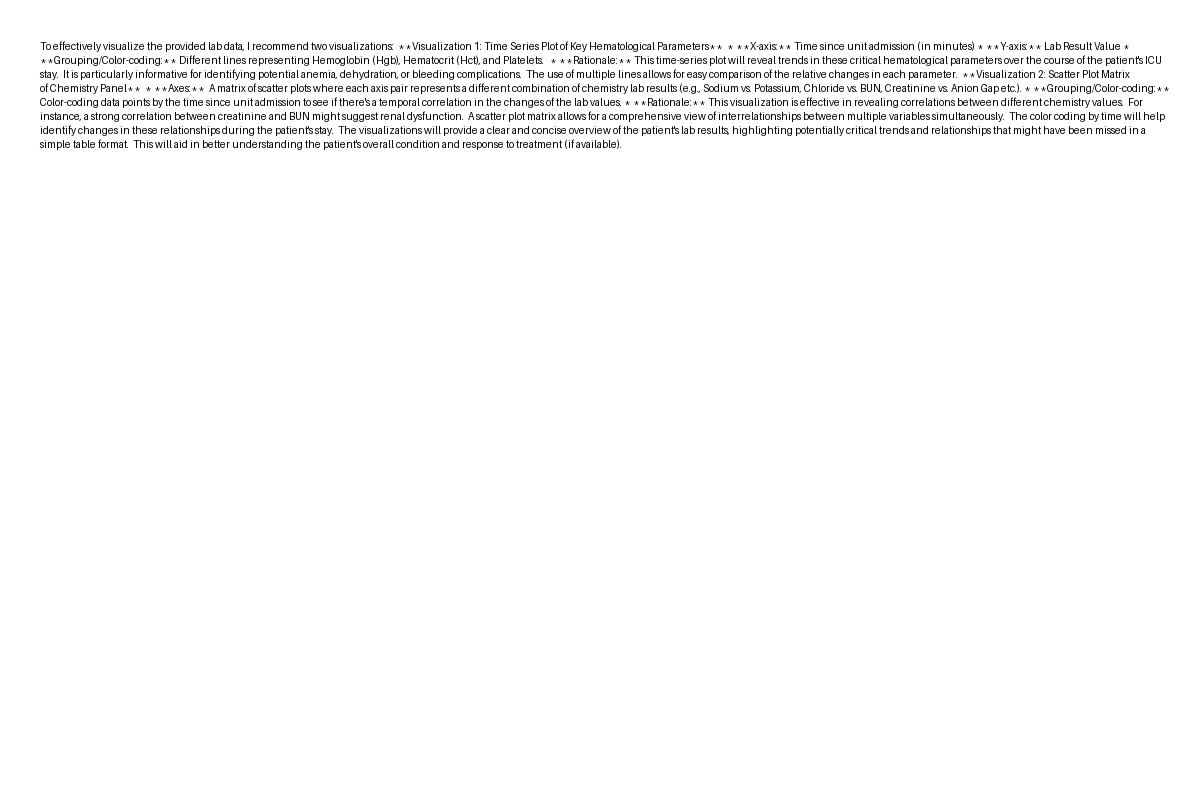 To effectively visualize the provided lab data, I recommend two visualizations:  **Visualization 1: Time Series Plot of Key Hematological Parameters**  * **X-axis:** Time since unit admission (in minutes) * **Y-axis:** Lab Result Value *
**Grouping/Color-coding:** Different lines representing Hemoglobin (Hgb), Hematocrit (Hct), and Platelets.  * **Rationale:** This time-series plot will reveal trends in these critical hematological parameters over the course of the patient's ICU
stay.  It is particularly informative for identifying potential anemia, dehydration, or bleeding complications.  The use of multiple lines allows for easy comparison of the relative changes in each parameter.  **Visualization 2: Scatter Plot Matrix
of Chemistry Panel**  * **Axes:**  A matrix of scatter plots where each axis pair represents a different combination of chemistry lab results (e.g., Sodium vs. Potassium, Chloride vs. BUN, Creatinine vs. Anion Gap etc.). * **Grouping/Color-coding:**
Color-coding data points by the time since unit admission to see if there's a temporal correlation in the changes of the lab values. * **Rationale:** This visualization is effective in revealing correlations between different chemistry values.  For
instance, a strong correlation between creatinine and BUN might suggest renal dysfunction.  A scatter plot matrix allows for a comprehensive view of interrelationships between multiple variables simultaneously.  The color coding by time will help
identify changes in these relationships during the patient's stay.  The visualizations will provide a clear and concise overview of the patient's lab results, highlighting potentially critical trends and relationships that might have been missed in a
simple table format.  This will aid in better understanding the patient's overall condition and response to treatment (if available).